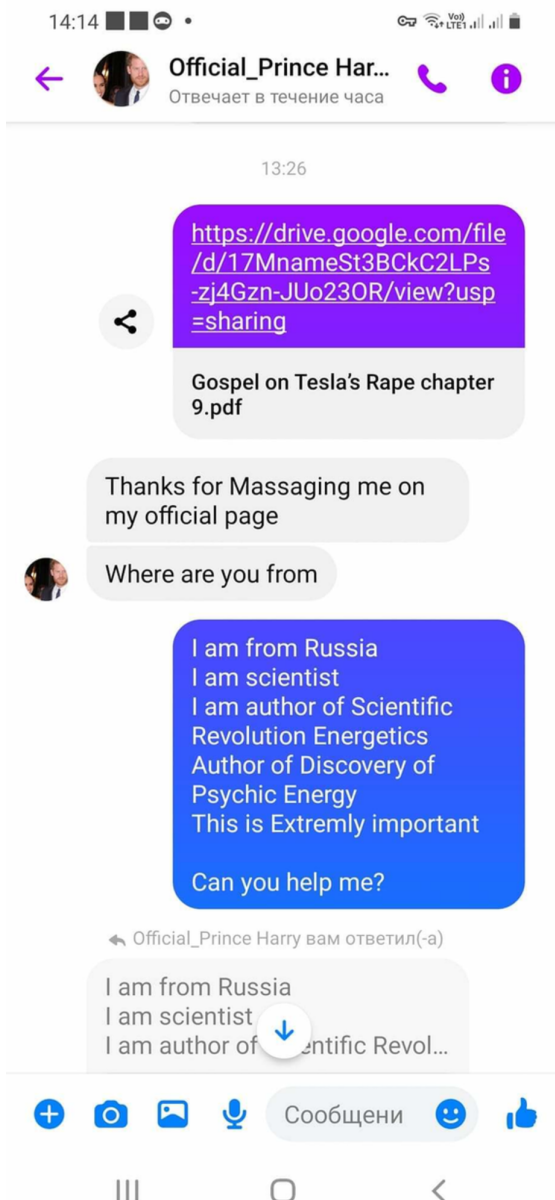 14:14
Vo)) LTE1
Official_Prince Har...
Отвечает в течение часа
13:26
https://drive.google.com/file
/d/17MnameSt3BCkC2LPs
-zj4Gzn-JUo23OR/view?usp
=sharing
Gospel on Tesla’s Rape chapter
9.pdf
Thanks for Massaging me on
my official page
Where are you from
I am from Russia
I am scientist
I am author of Scientific
Revolution Energetics
Author of Discovery of
Psychic Energy
This is Extremly important
Can you help me?
Official_Prince Harry вам ответил(-а)
I am from Russia
I am scientist
I am author of entific Revol...
Сообщени